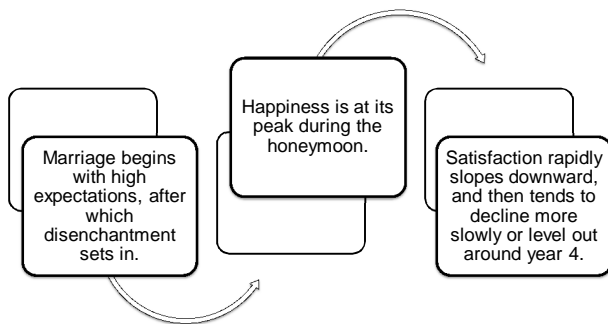 Marriage begins
with high
expectations, after
which
disenchantment
sets in.
Happiness is at its
peak during the
honeymoon.
Satisfaction rapidly
slopes downward,
and then tends to
decline more
slowly or level out
around year 4.